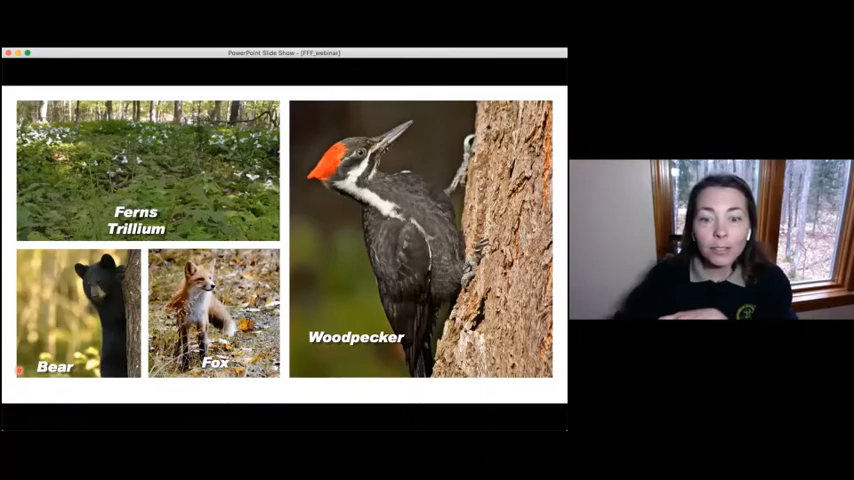 PowerPoint Slide Show - [FFF_webinar]
Ferns
Trillium
Woodpecker
Bear
Fox